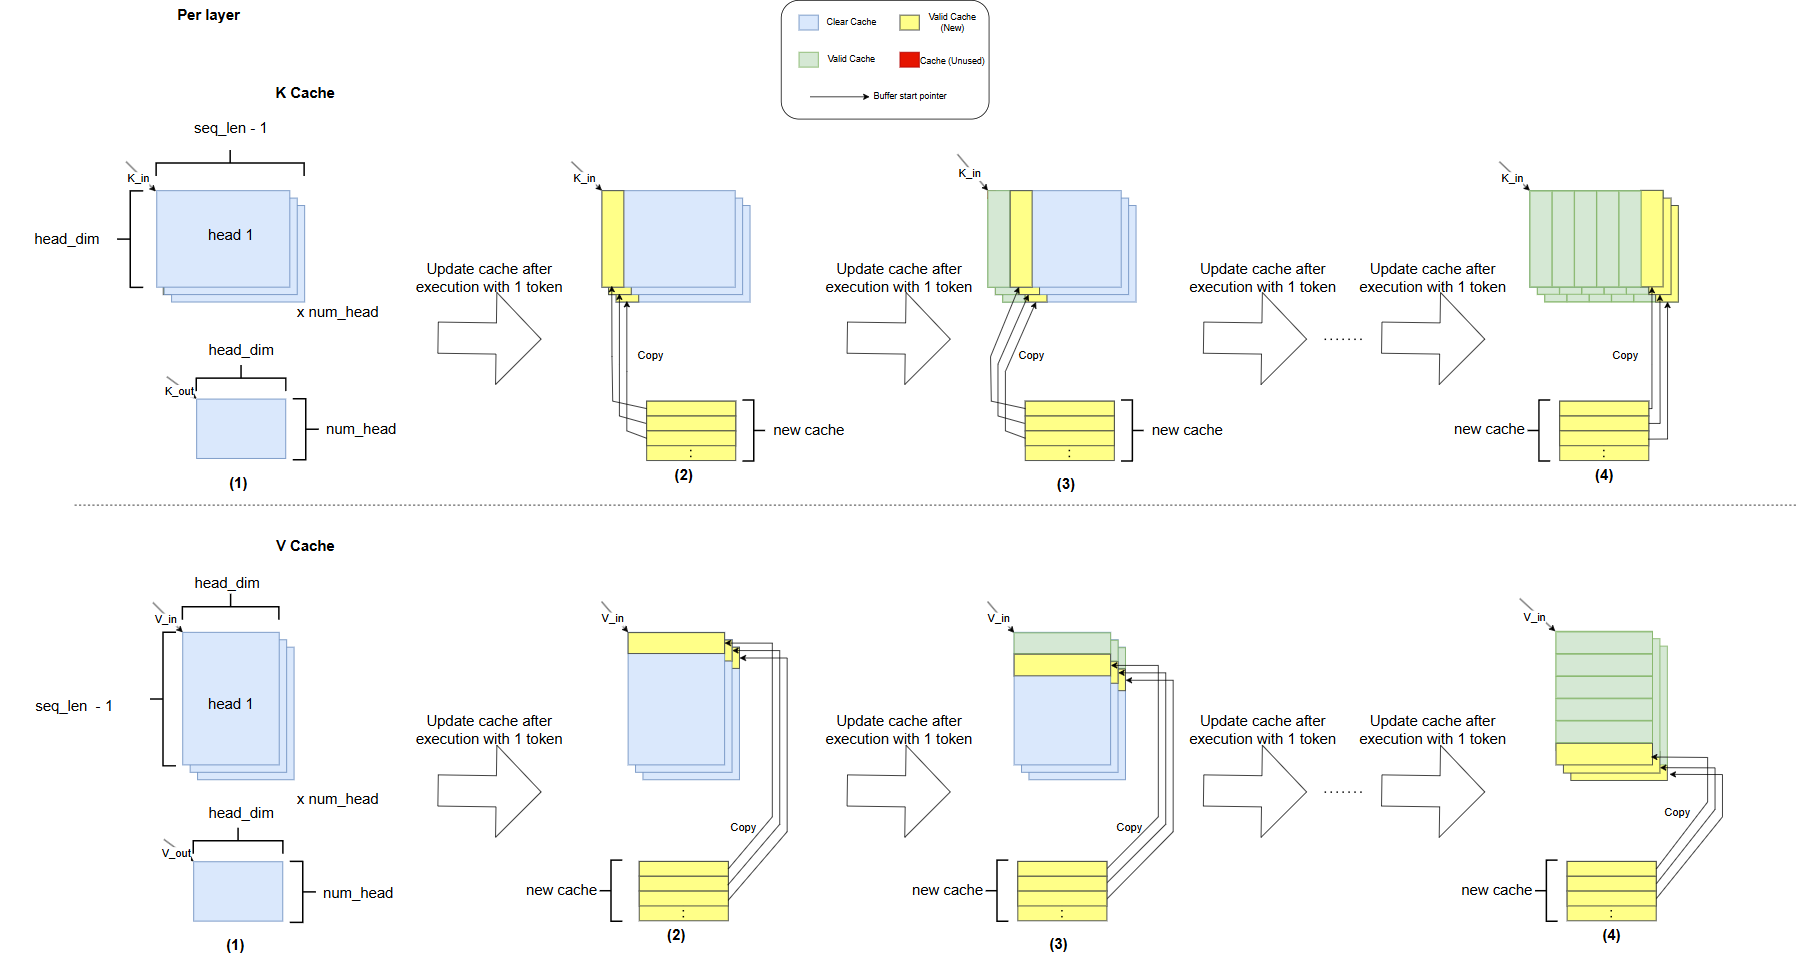 Per layer
Clear Cache
Valid Cache
(New)
Valid Cache
Cache (Unused)
Buffer start pointer
K Cache
seq_len - 1
K_in
head_dim
head 1
x num_head
head_dim
K_out
num_head
(1)
Update cache after
execution with 1 token
K_in
Copy
new cache
(2)
Update cache after
execution with 1 token
K_in
Copy
new cache
(3)
Update cache after
execution with 1 token
.......
Update cache after
execution with 1 token
K_in
Copy
new cache
(4)
V Cache
head_dim
V_in
seq_len - 1
head 1
x num_head
head_dim
V_out
num_head
(1)
Update cache after
execution with 1 token
V_in
Copy
new cache
(2)
Update cache after
execution with 1 token
V_in
Copy
new cache
(3)
Update cache after
execution with 1 token
.......
Update cache after
execution with 1 token
V_in
Copy
new cache
(4)